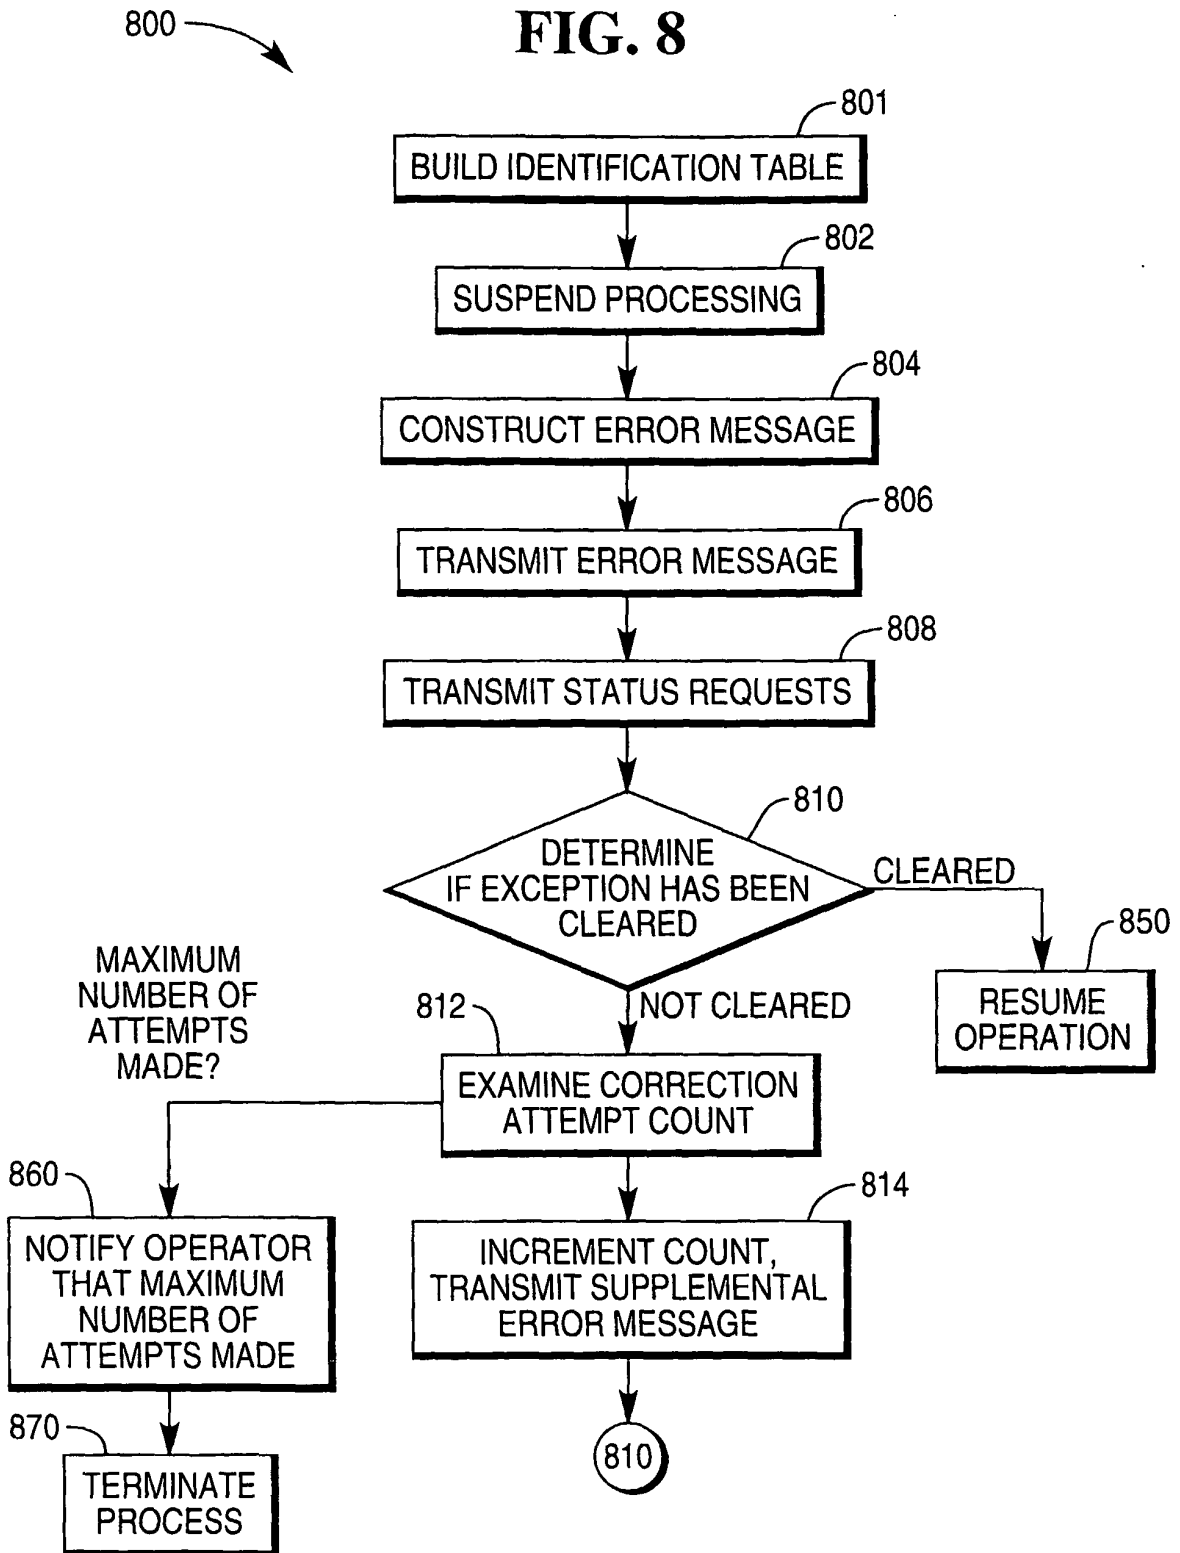 800
FIG. 8
801
BUILD IDENTIFICATION TABLE
802
SUSPEND PROCESSING
804
CONSTRUCT ERROR MESSAGE
806
TRANSMIT ERROR MESSAGE
808
TRANSMIT STATUS REQUESTS
810
DETERMINE
IF EXCEPTION HAS BEEN
CLEARED
CLEARED
850
RESUME
OPERATION
NOT CLEARED
MAXIMUM
NUMBER OF
ATTEMPTS
MADE?
812
EXAMINE CORRECTION
ATTEMPT COUNT
860
NOTIFY OPERATOR
THAT MAXIMUM
NUMBER OF
ATTEMPTS MADE
814
INCREMENT COUNT,
TRANSMIT SUPPLEMENTAL
ERROR MESSAGE
870
TERMINATE
PROCESS
810